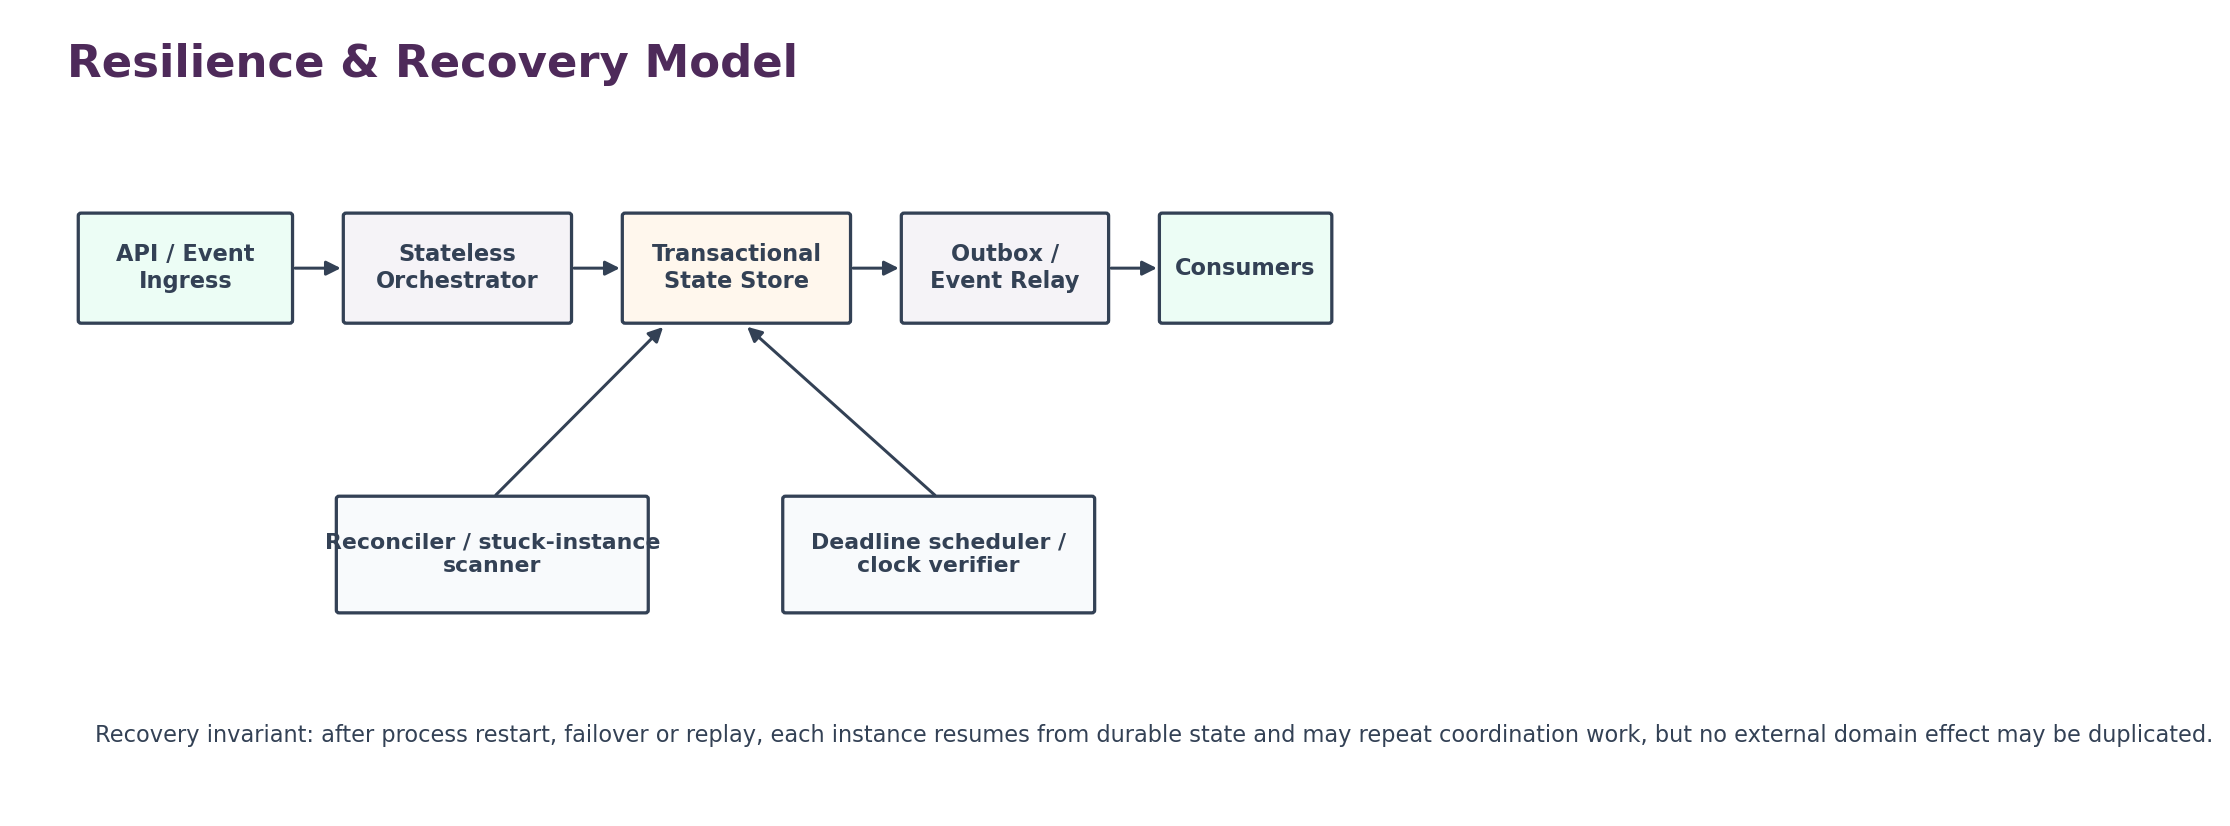 Resilience & Recovery Model
API / Event
Ingress
Stateless
Orchestrator
Transactional
State Store
Outbox /
Event Relay
Consumers
Reconciler / stuck-instance
scanner
Deadline scheduler /
clock verifier
Recovery invariant: after process restart, failover or replay, each instance resumes from durable state and may repeat coordination work, but no external domain effect may be duplicated.